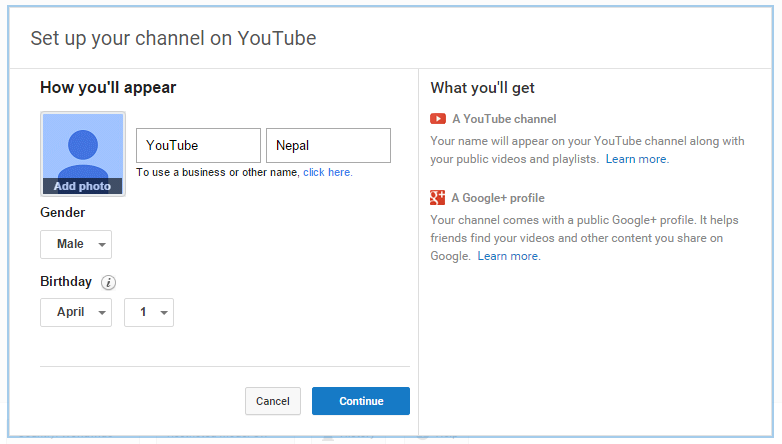 Set up your channel on YouTube
How you'll appear
Add photo
YouTube
Nepal
To use a business or other name, click here.
Gender
Male
Birthday
April
1
Cancel
Continue
What you'll get
A YouTube channel
Your name will appear on your YouTube channel along with
your public videos and playlists. Learn more.
A Google+ profile
Your channel comes with a public Google+ profile. It helps
friends find your videos and other content you share on
Google. Learn more.